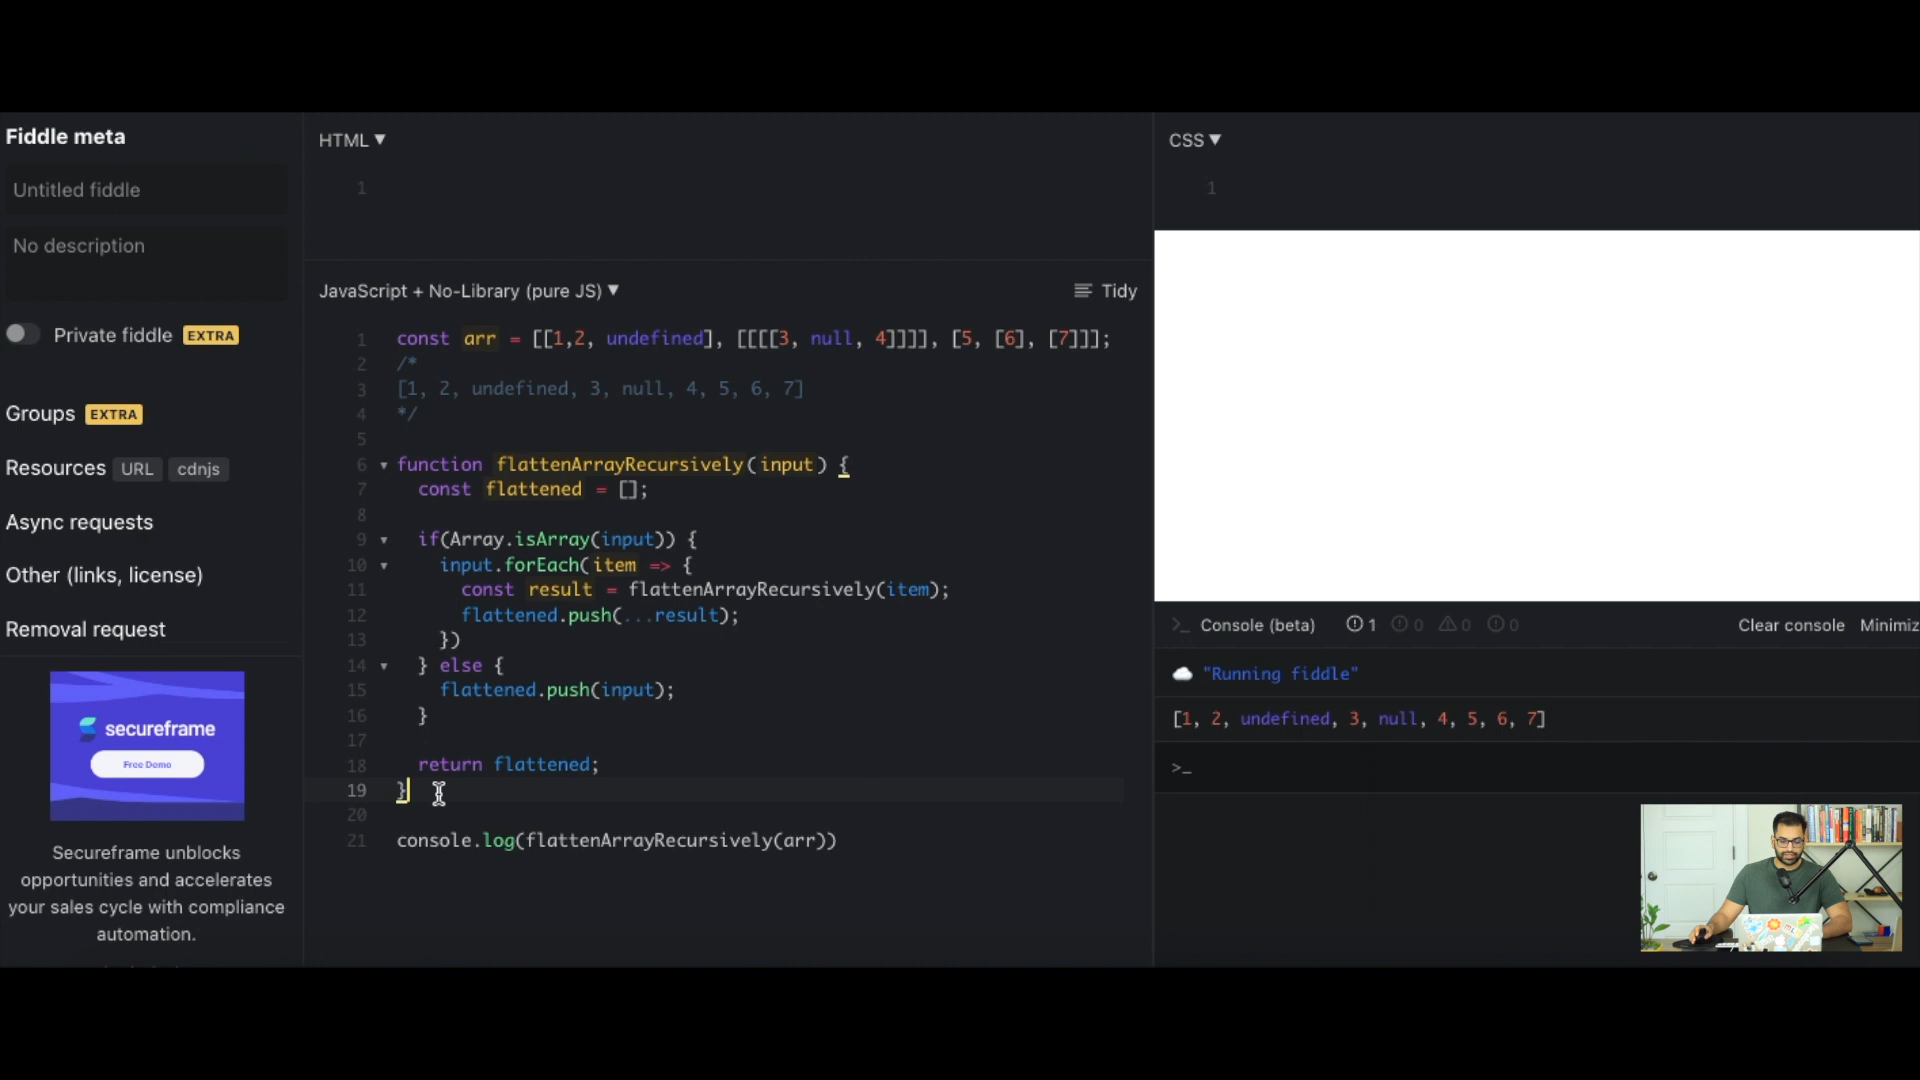 Fiddle meta
Untitled fiddle
No description
Private fiddle EXTRA
Groups EXTRA
Resources URL cdnjs
Async requests
Other (links, license)
Removal request
secureframe
Free Demo
Secureframe unblocks
opportunities and accelerates
your sales cycle with compliance
automation.
HTML ▼
1
JavaScript + No-Library (pure JS) ▼ Tidy
1 const arr = [[1,2, undefined], [[[[3, null, 4]]]], [5, [6], [7]]];
2 /*
3 [1, 2, undefined, 3, null, 4, 5, 6, 7]
4 */
5
6 function flattenArrayRecursively(input) {
7 const flattened = [];
8
9 if(Array.isArray(input)) {
10 input.forEach(item => {
11 const result = flattenArrayRecursively(item);
12 flattened.push(...result);
13 })
14 } else {
15 flattened.push(input);
16 }
17
18 return flattened;
19 }
20
21 console.log(flattenArrayRecursively(arr))
CSS ▼
1
>_ Console (beta) 1 0 0 0 Clear console Minimiz
"Running fiddle"
[1, 2, undefined, 3, null, 4, 5, 6, 7]
>_